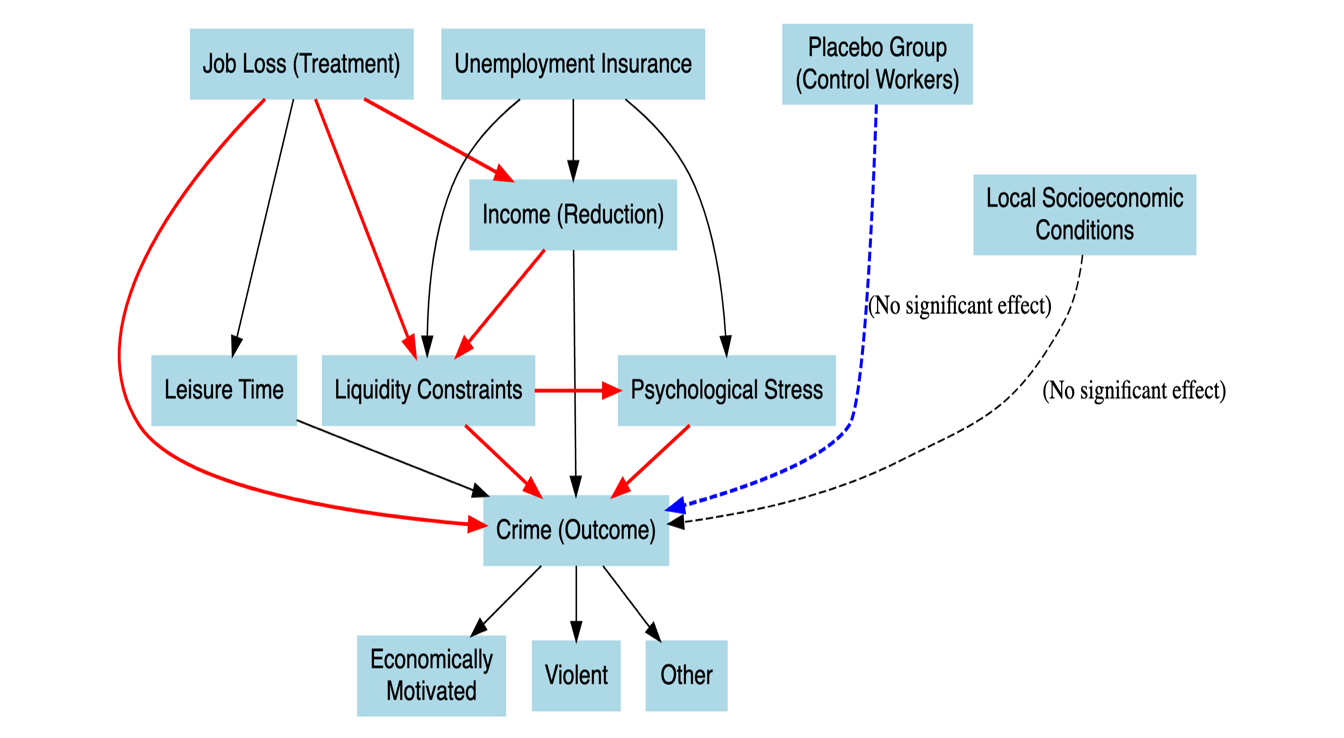 Job Loss (Treatment)
Unemployment Insurance
Placebo Group
(Control Workers)
Income (Reduction)
Local Socioeconomic
Conditions
(No significant effect)
Leisure Time
Liquidity Constraints
Psychological Stress
(No significant effect)
Crime (Outcome)
Economically
Motivated
Violent
Other